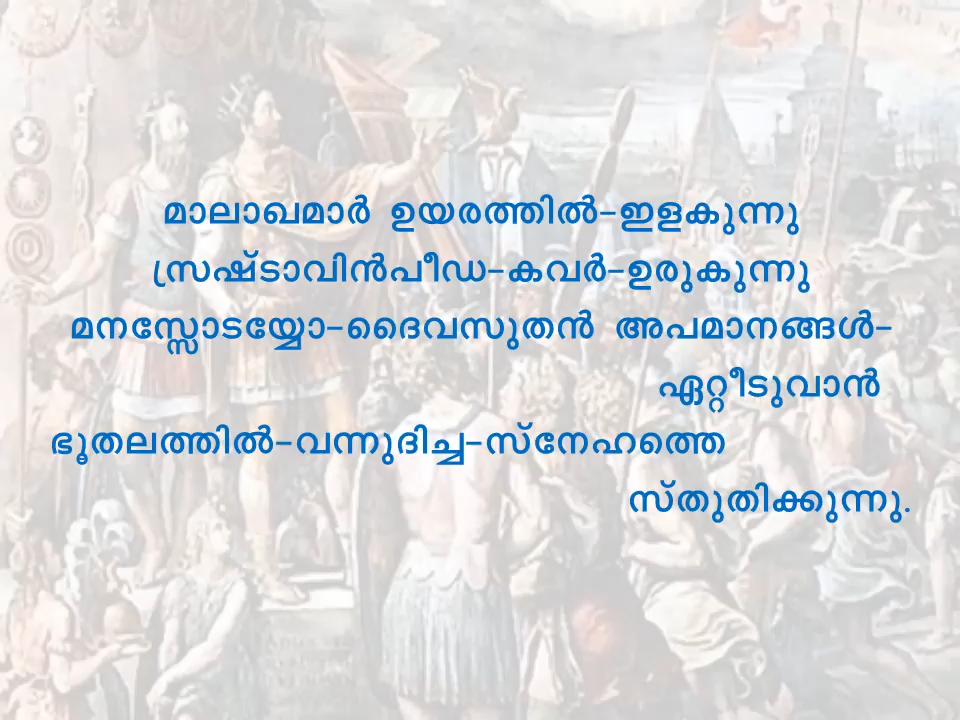 മാലാഖമാർ ഉയരത്തിൽ-ഇളകുന്നു
സ്രഷ്ടാവിൻപീഡ-കവർ-ഉരുകുന്നു
മനസ്സോടയ്യോ-ദൈവസുതൻ അപമാനങ്ങൾ-
ഏറ്റീടുവാൻ
ഭൂതലത്തിൽ-വന്നുദിച്ച-സ്നേഹത്തെ
സ്തുതിക്കുന്നു.